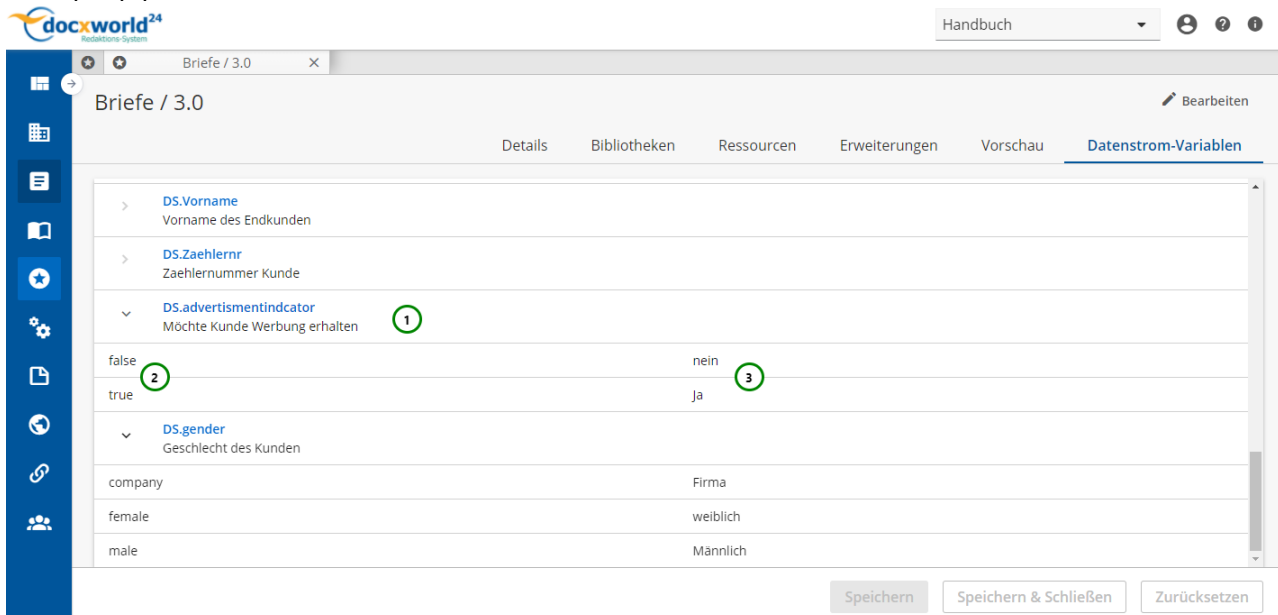 docxworld24
Redaktions-System
Handbuch
Briefe / 3.0
Briefe / 3.0
Bearbeiten
Details Bibliotheken Ressourcen Erweiterungen Vorschau Datenstrom-Variablen
DS.Vorname
Vorname des Endkunden
DS.Zaehlernr
Zaehlernummer Kunde
DS.advertismentindcator
Möchte Kunde Werbung erhalten
1
false nein
2 3
true Ja
DS.gender
Geschlecht des Kunden
company Firma
female weiblich
male Männlich
Speichern Speichern & Schließen Zurücksetzen